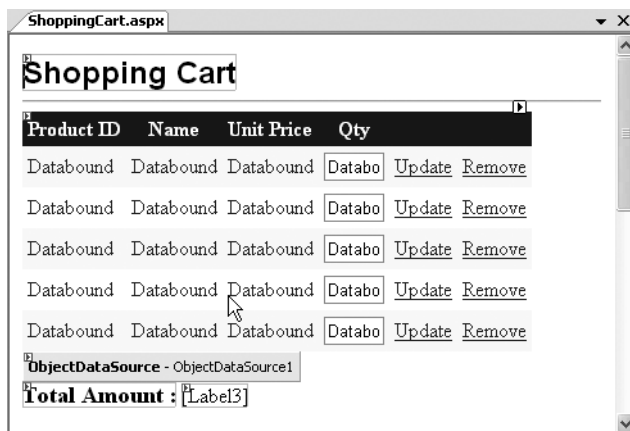 ShoppingCart.aspx
Shopping Cart
Product ID Name Unit Price Qty
Databound Databound Databound Databo Update Remove
Databound Databound Databound Databo Update Remove
Databound Databound Databound Databo Update Remove
Databound Databound Databound Databo Update Remove
Databound Databound Databound Databo Update Remove
ObjectDataSource - ObjectDataSource1
Total Amount : [Label3]